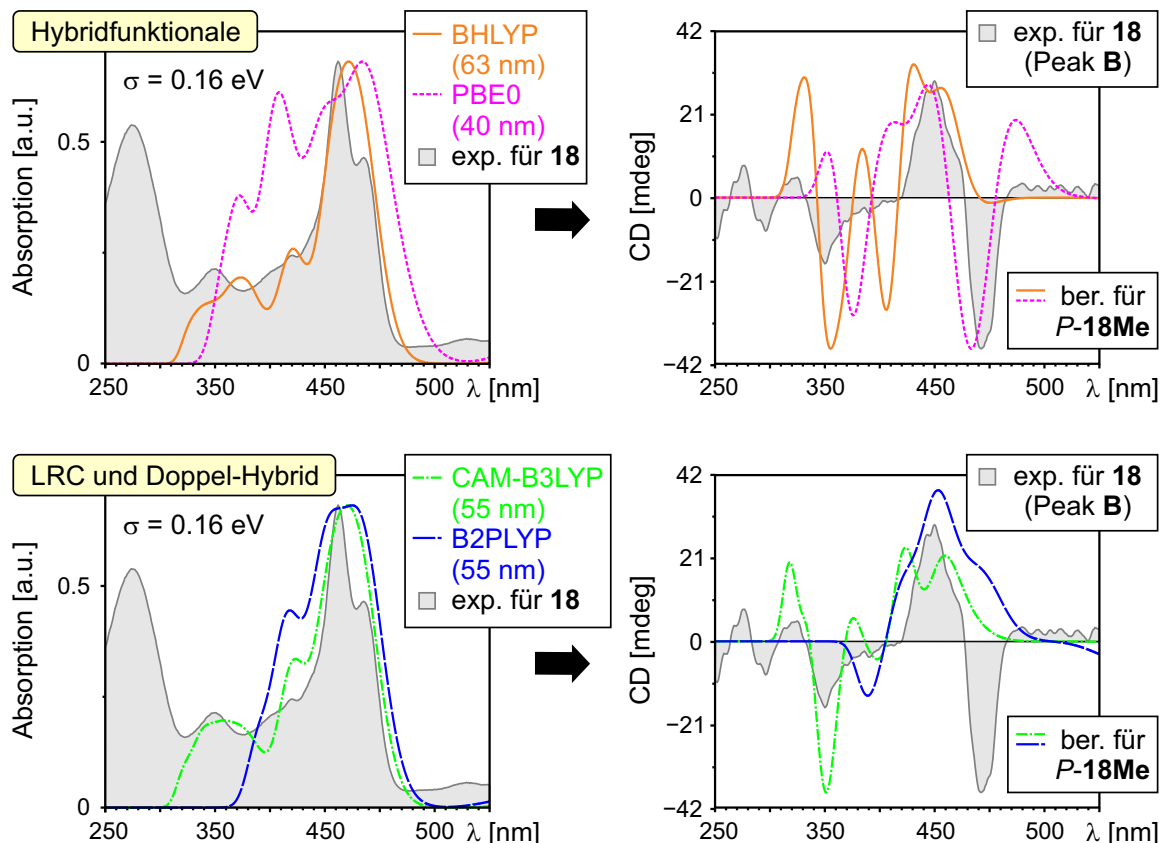 Hybridfunktionale
σ = 0.16 eV
BHLYP
(63 nm)
PBE0
(40 nm)
exp. für 18
Absorption [a.u.]
0.5
0
250 350 450 500 λ [nm]
exp. für 18
(Peak B)
CD [mdeg]
42
21
0
−21
−42
ber. für
P-18Me
250 350 450 500 λ [nm]
LRC und Doppel-Hybrid
σ = 0.16 eV
CAM-B3LYP
(55 nm)
B2PLYP
(55 nm)
exp. für 18
Absorption [a.u.]
0.5
0
250 350 450 500 λ [nm]
exp. für 18
(Peak B)
CD [mdeg]
42
21
0
−21
−42
ber. für
P-18Me
250 350 450 500 λ [nm]